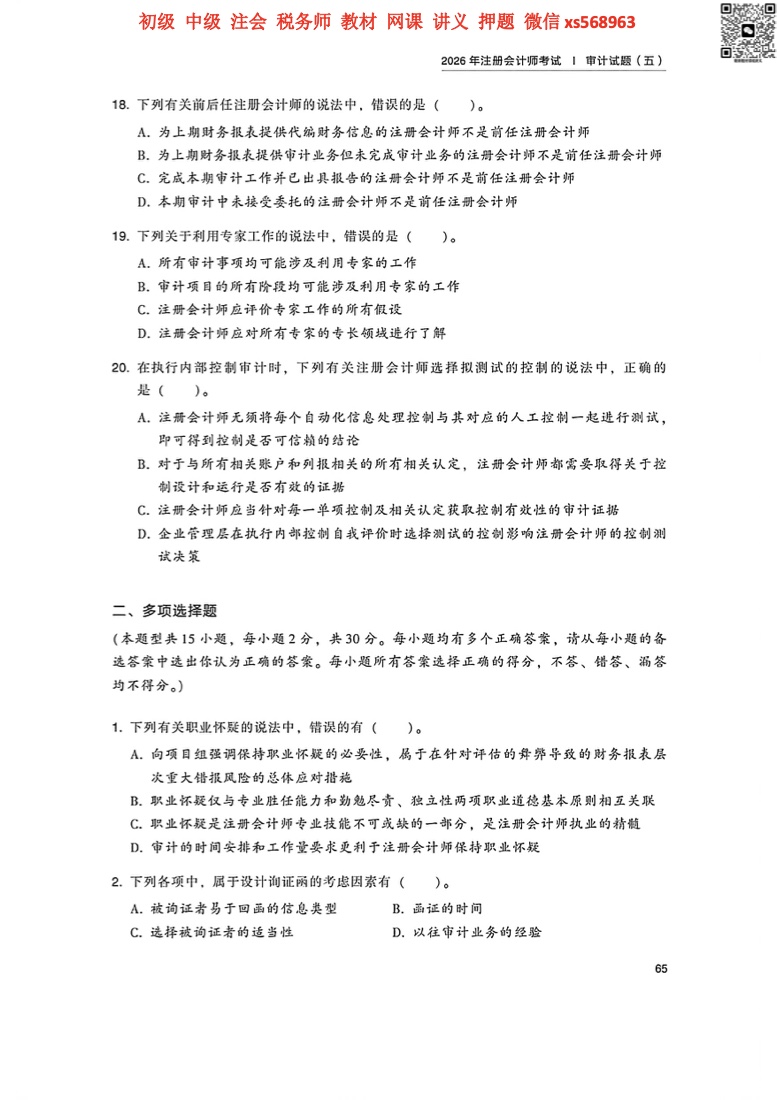 初级 中级 注会 税务师 教材 网课 讲义 押题 微信 xs568963
2026 年注册会计师考试 | 审计试题（五）
18. 下列有关前后任注册会计师的说法中，错误的是（  ）。
A. 为上期财务报表提供代编财务信息的注册会计师不是前任注册会计师
B. 为上期财务报表提供审计业务但未完成审计业务的注册会计师不是前任注册会计师
C. 完成本期审计工作并已出具报告的注册会计师不是前任注册会计师
D. 本期审计中未接受委托的注册会计师不是前任注册会计师
19. 下列关于利用专家工作的说法中，错误的是（  ）。
A. 所有审计事项均可能涉及利用专家的工作
B. 审计项目的所有阶段均可能涉及利用专家的工作
C. 注册会计师应评价专家工作的所有假设
D. 注册会计师应对所有专家的专长领域进行了解
20. 在执行内部控制审计时，下列有关注册会计师选择拟测试的控制的说法中，正确的
是（  ）。
A. 注册会计师无须将每个自动化信息处理控制与其对应的人工控制一起进行测试，
即可得到控制是否可信赖的结论
B. 对于与所有相关账户和列报相关的所有相关认定，注册会计师都需要取得关于控
制设计和运行是否有效的证据
C. 注册会计师应当针对每一单项控制及相关认定获取控制有效性的审计证据
D. 企业管理层在执行内部控制自我评价时选择测试的控制影响注册会计师的控制测
试决策
二、多项选择题
（本题型共 15 小题，每小题 2 分，共 30 分。每小题均有多个正确答案，请从每小题的备
选答案中选出你认为正确的答案。每小题所有答案选择正确的得分，不答、错答、漏答
均不得分。）
1. 下列有关职业怀疑的说法中，错误的有（  ）。
A. 向项目组强调保持职业怀疑的必要性，属于在针对评估的舞弊导致的财务报表层
次重大错报风险的总体应对措施
B. 职业怀疑仅与专业胜任能力和勤勉尽责、独立性两项职业道德基本原则相互关联
C. 职业怀疑是注册会计师专业技能不可或缺的一部分，是注册会计师执业的精髓
D. 审计的时间安排和工作量要求更利于注册会计师保持职业怀疑
2. 下列各项中，属于设计询证函的考虑因素有（  ）。
A. 被询证者易于回函的信息类型 B. 函证的时间
C. 选择被询证者的适当性 D. 以往审计业务的经验
65